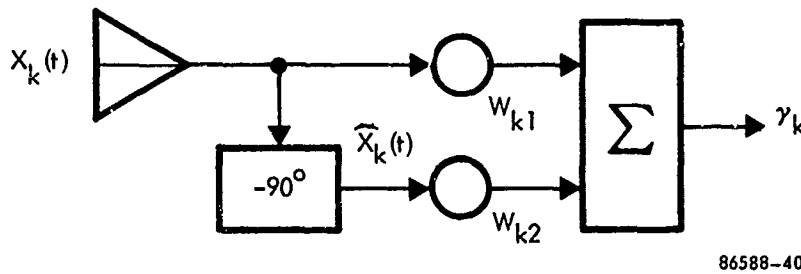 X_k(t)
W_k1
Σ
γ_k
-90°
X̃_k(t)
W_k2
86588-40